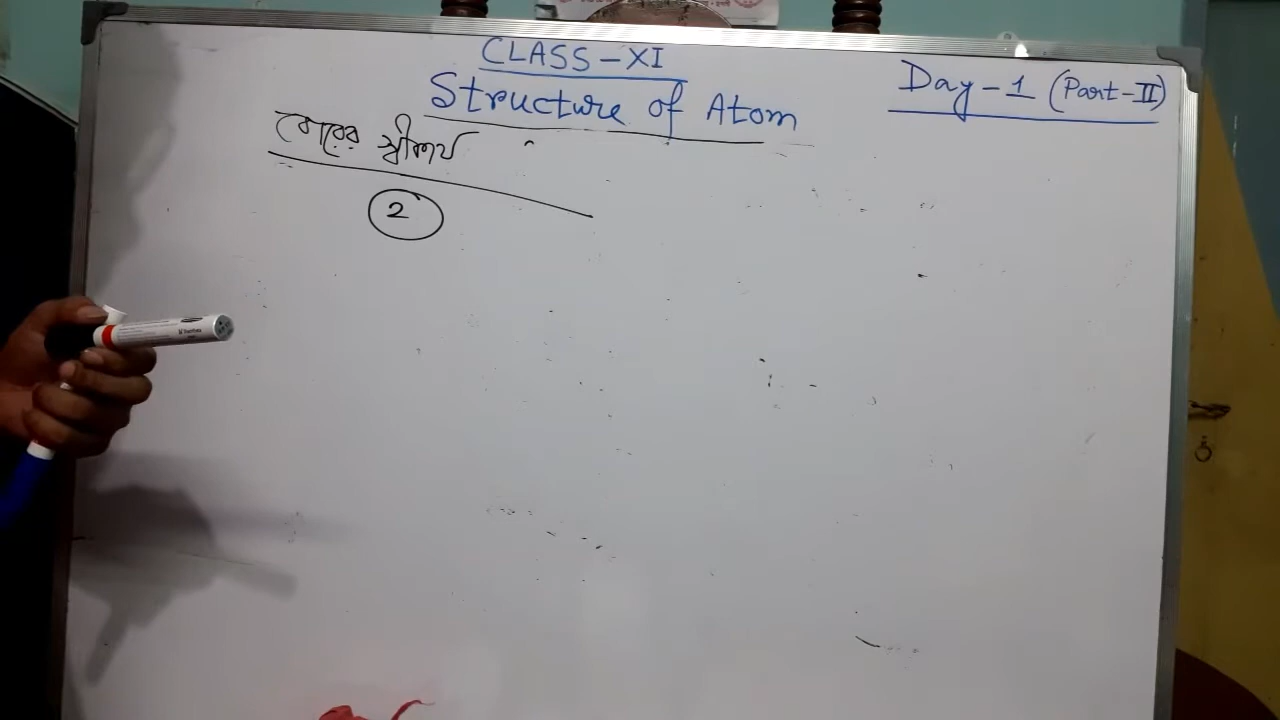 CLASS-XI
Structure of Atom
Day-1 (Part-II)
বোরের স্বীকার্য
2